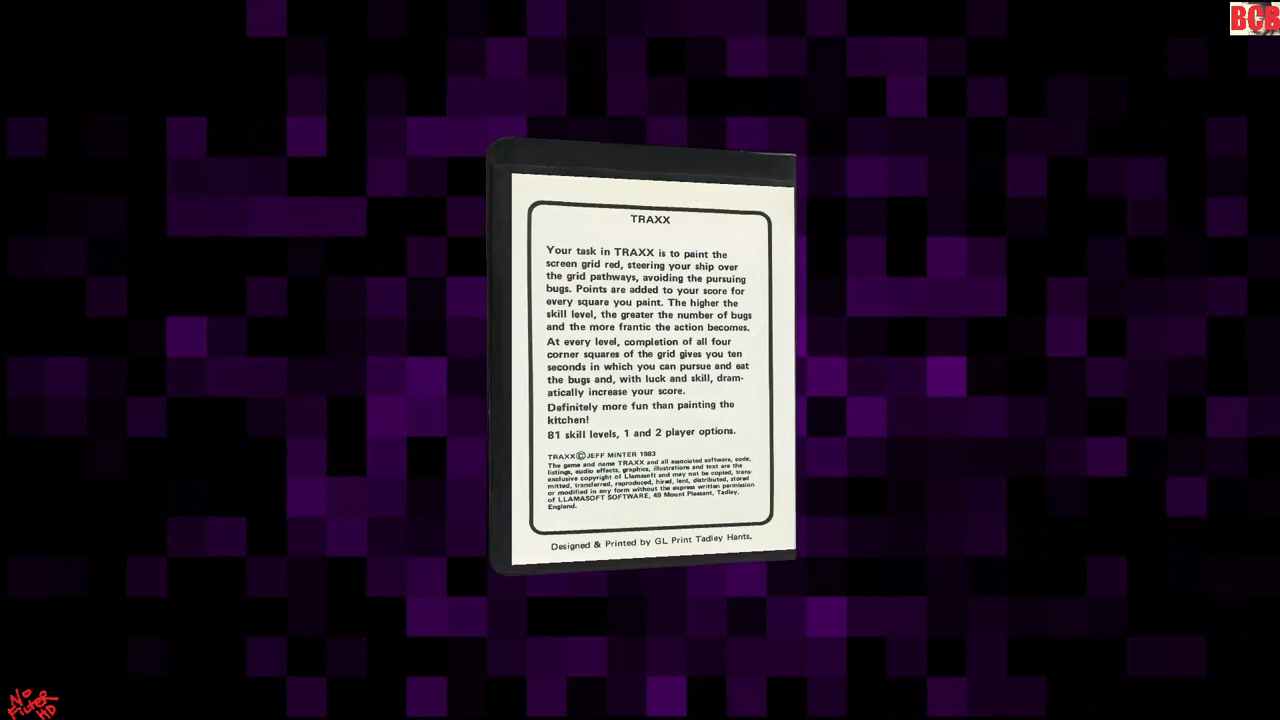 BCB
TRAXX
Your task in TRAXX is to paint the
screen grid red, steering your ship over
the grid pathways, avoiding the pursuing
bugs. Points are added to your score for
every square you paint. The higher the
skill level, the greater the number of bugs
and the more frantic the action becomes.
At every level, completion of all four
corner squares of the grid gives you ten
seconds in which you can pursue and eat
the bugs and, with luck and skill, dram-
atically increase your score.
Definitely more fun than painting the
kitchen!
81 skill levels, 1 and 2 player options.
TRAXX©JEFF MINTER 1983
The game and name TRAXX and all associated software, code,
listings, audio effects, graphics, illustrations and text are the
exclusive copyright of Llamasoft and may not be copied, trans-
mitted, transferred, reproduced, hired, lent, distributed, stored
or modified in any form without the express written permission
of LLAMASOFT SOFTWARE, 49 Mount Pleasant, Tadley,
England.
Designed & Printed by GL Print Tadley Hants.
No
Filter
HD